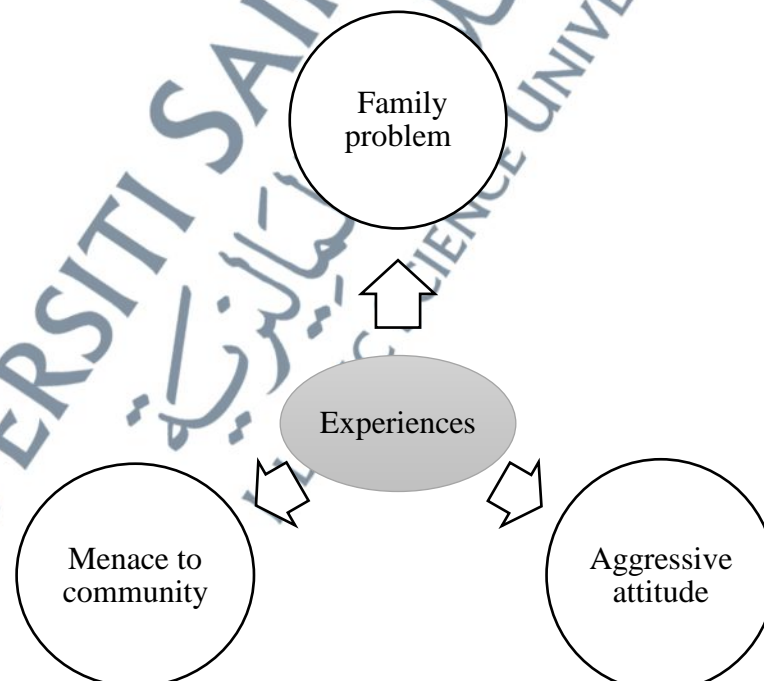 Family
problem
Experiences
Menace to
community
Aggressive
attitude